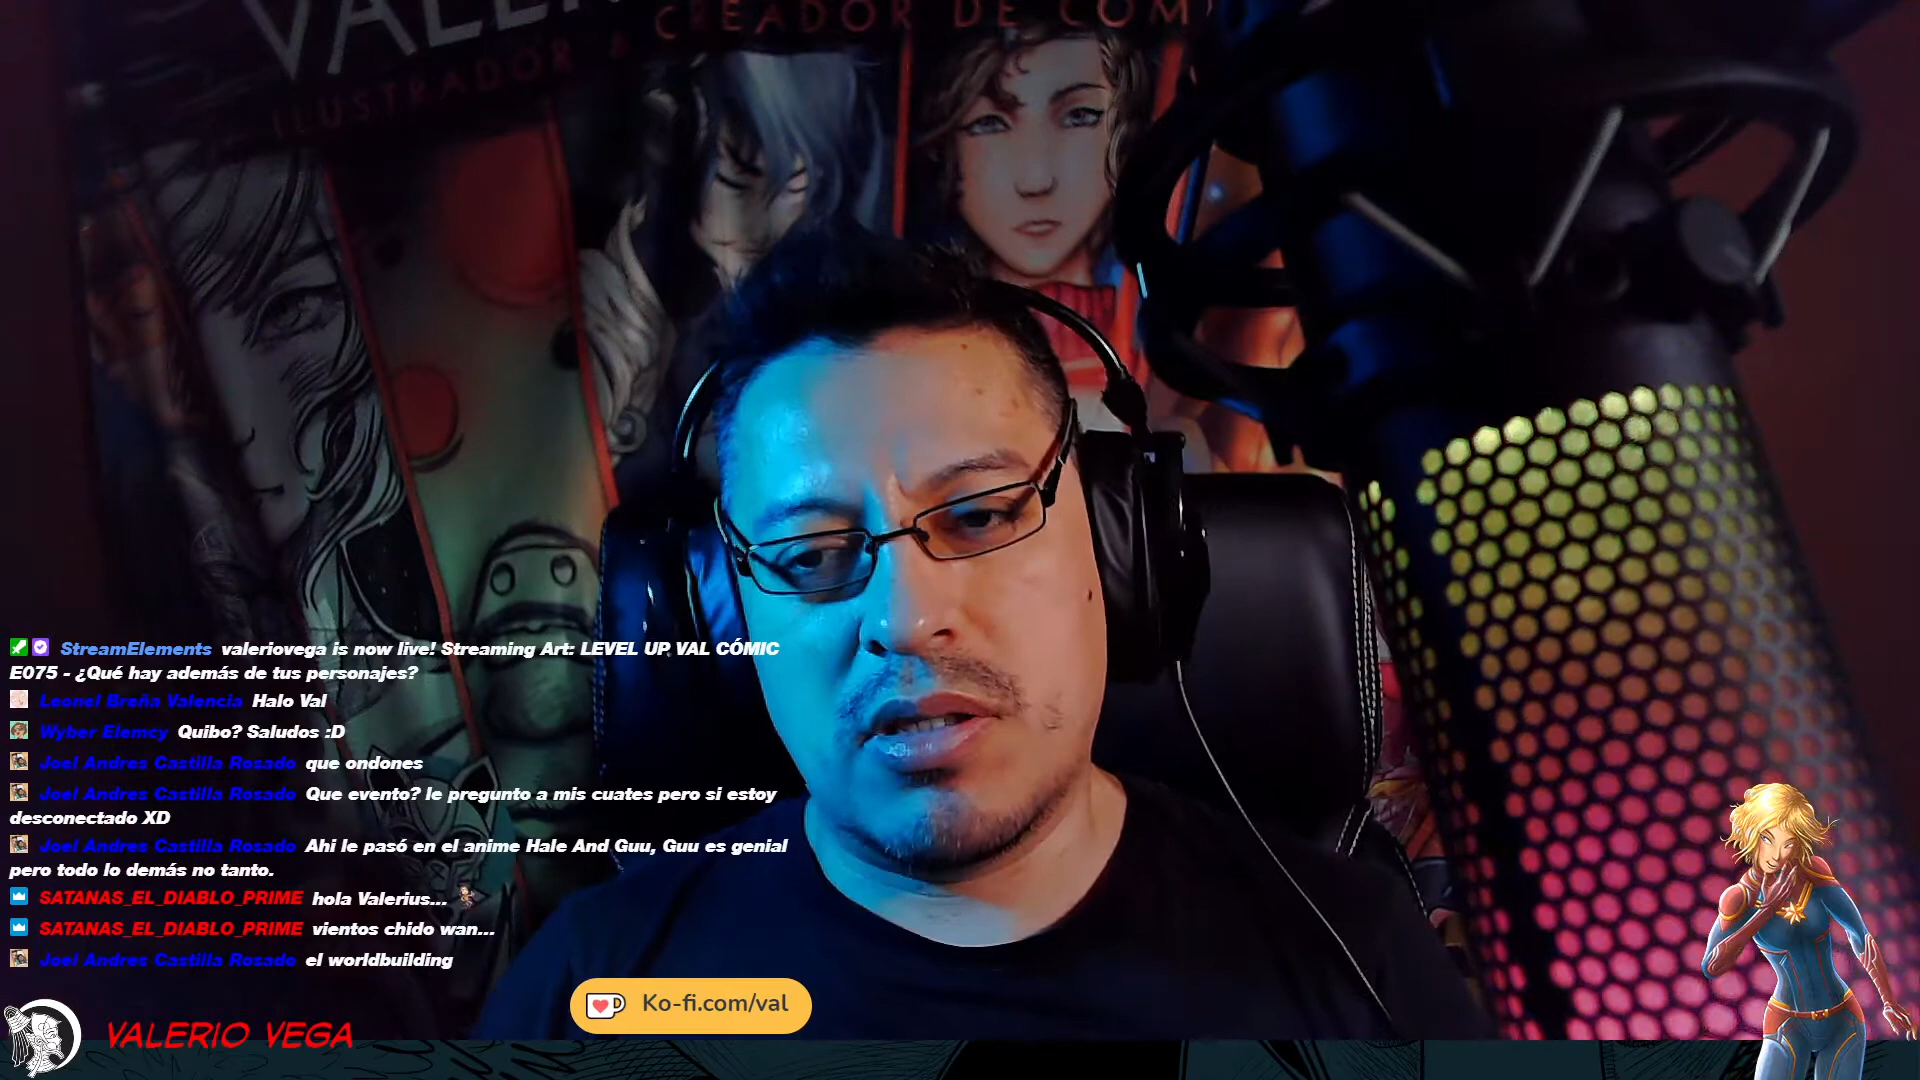 ILUSTRADOR & CREADOR DE COM
StreamElements valeriovega is now live! Streaming Art: LEVEL UP VAL CÓMIC
E075 - ¿Qué hay además de tus personajes?
Leonel Breña Valencia Halo Val
Wyber Elemcy Quibo? Saludos :D
Joel Andres Castilla Rosado que ondones
Joel Andres Castilla Rosado Que evento? le pregunto a mis cuates pero si estoy
desconectado XD
Joel Andres Castilla Rosado Ahi le pasó en el anime Hale And Guu, Guu es genial
pero todo lo demás no tanto.
SATANAS_EL_DIABLO_PRIME hola Valerius...
SATANAS_EL_DIABLO_PRIME vientos chido wan...
Joel Andres Castilla Rosado el worldbuilding
Ko-fi.com/val
VALERIO VEGA